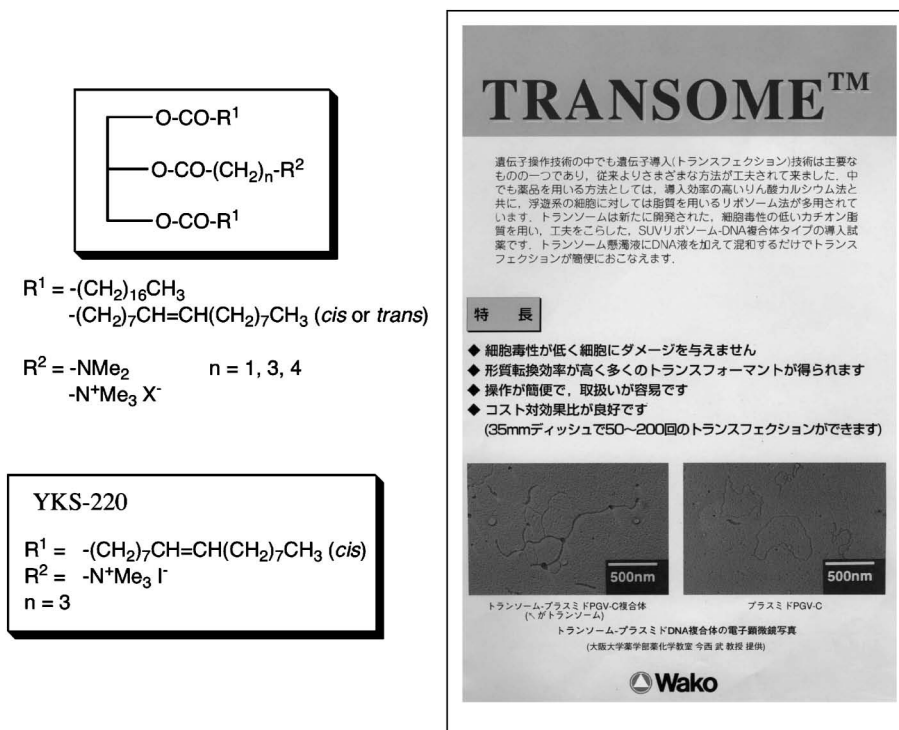 O-CO-R¹
O-CO-(CH₂)ₙ-R²
O-CO-R¹
R¹ = -(CH₂)₁₆CH₃
-(CH₂)₇CH=CH(CH₂)₇CH₃ (cis or trans)
R² = -NMe₂ n = 1, 3, 4
-N⁺Me₃ X⁻
YKS-220
R¹ = -(CH₂)₇CH=CH(CH₂)₇CH₃ (cis)
R² = -N⁺Me₃ I⁻
n = 3
TRANSOME™
遺伝子操作技術の中でも遺伝子導入(トランスフェクション)技術は主要な
ものの一つであり，従来よりさまざまな方法が工夫されて来ました．中
でも薬品を用いる方法としては，導入効率の高いりん酸カルシウム法と
共に，浮遊系の細胞に対しては脂質を用いるリポソーム法が多用されて
います．トランソームは新たに開発された，細胞毒性の低いカチオン脂
質を用い，工夫をこらした，SUVリポソーム-DNA複合体タイプの導入試
薬です．トランソーム懸濁液にDNA液を加えて混和するだけでトランス
フェクションが簡便におこなえます．
特 長
◆ 細胞毒性が低く細胞にダメージを与えません
◆ 形質転換効率が高く多くのトランスフォーマントが得られます
◆ 操作が簡便で，取扱いが容易です
◆ コスト対効果比が良好です
(35mmディッシュで50～200回のトランスフェクションができます)
500nm
500nm
トランソーム-プラスミドPGV-C複合体
(↖がトランソーム)
プラスミドPGV-C
トランソーム-プラスミドDNA複合体の電子顕微鏡写真
(大阪大学薬学部薬化学教室 今西 武 教授 提供)
Wako